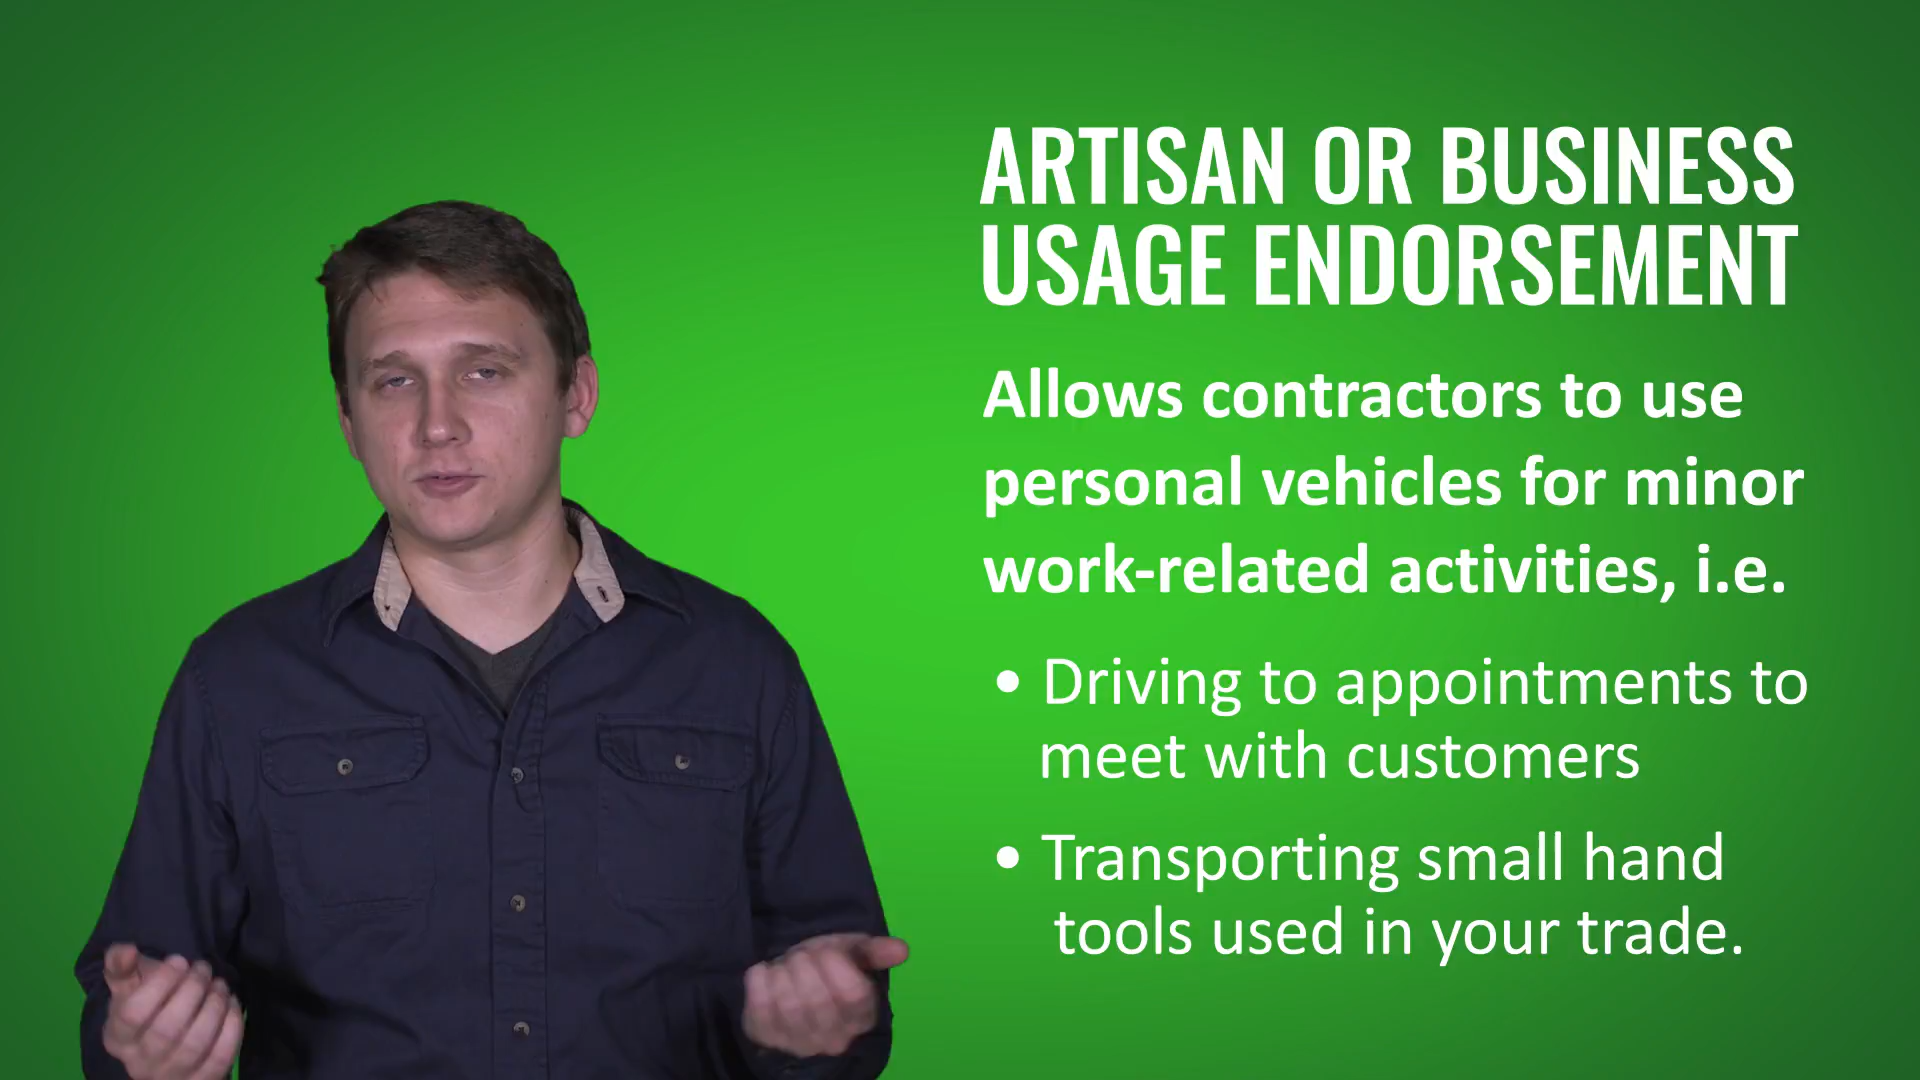 ARTISAN OR BUSINESS
USAGE ENDORSEMENT
Allows contractors to use
personal vehicles for minor
work-related activities, i.e.
• Driving to appointments to
meet with customers
• Transporting small hand
tools used in your trade.